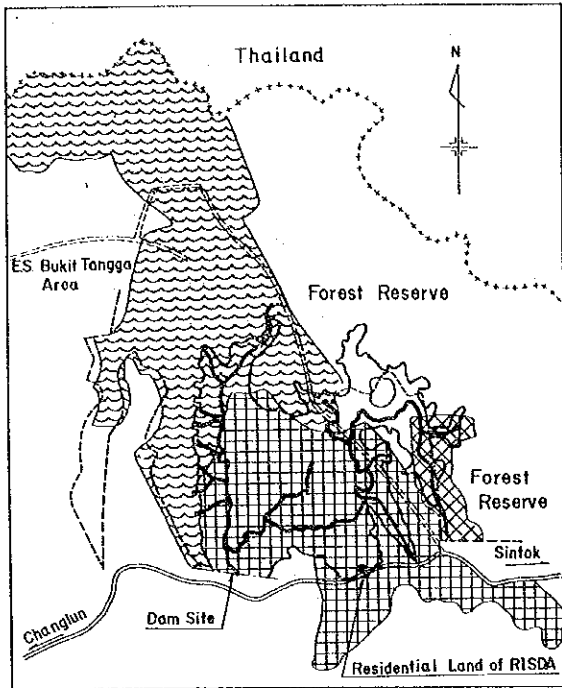 Thailand
N
E.S. Bukit Tangga
Area
Forest Reserve
Forest
Reserve
Sintok
Changlun
Dam Site
Residential Land of RISDA